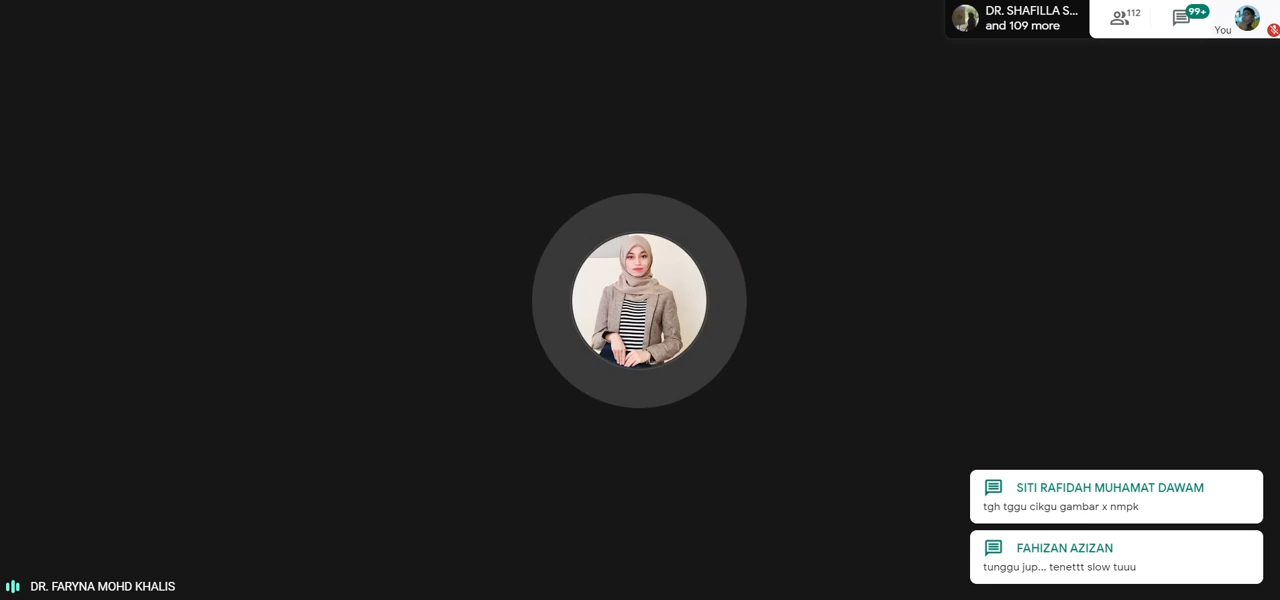 DR. SHAFILLA S...
and 109 more
112
99+
You
SITI RAFIDAH MUHAMAT DAWAM
tgh tggu cikgu gambar x nmpk
FAHIZAN AZIZAN
tunggu jup... tenettt slow tuuu
DR. FARYNA MOHD KHALIS